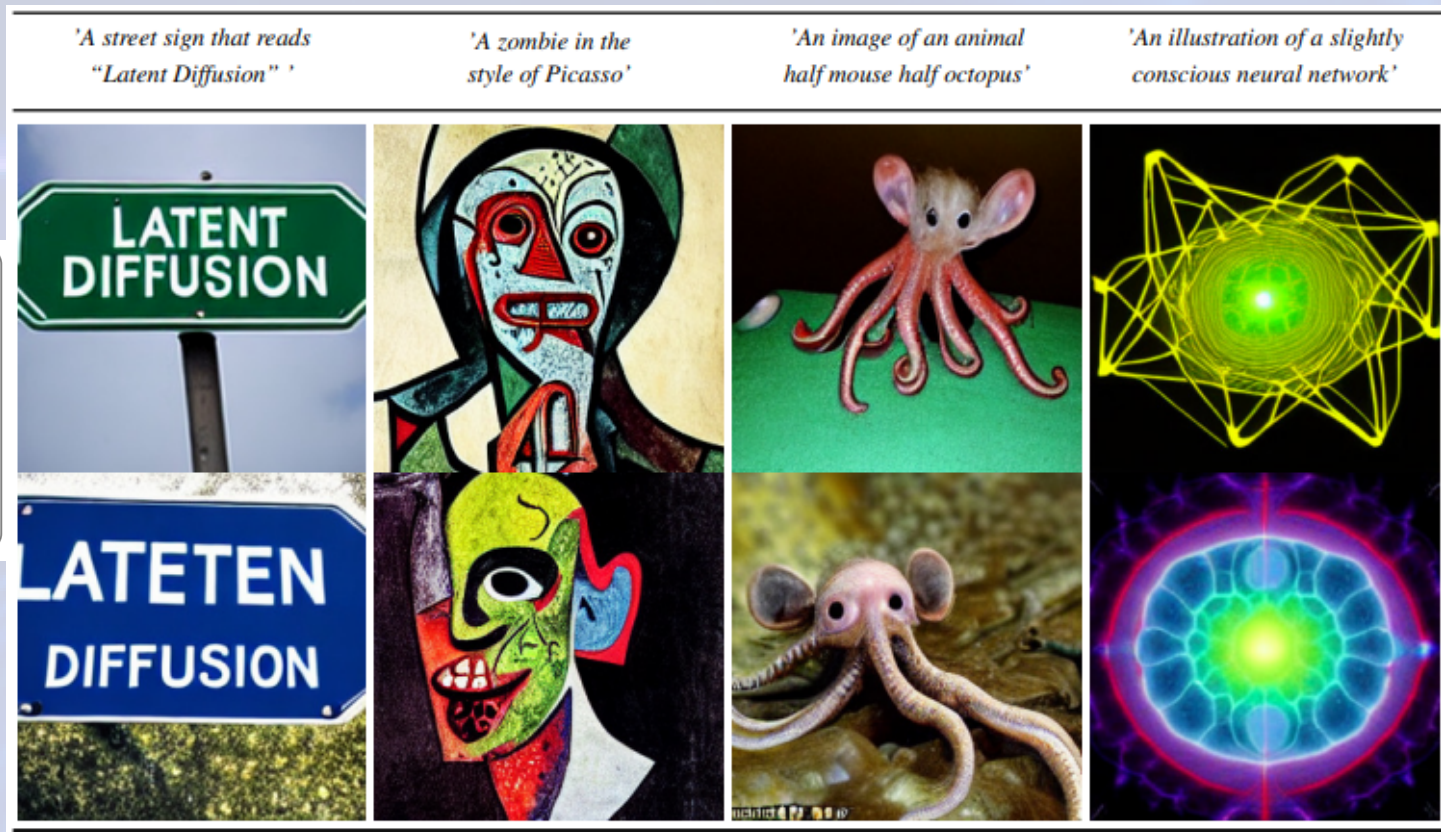 ’A street sign that reads
“Latent Diffusion” ’
’A zombie in the
style of Picasso’
’An image of an animal
half mouse half octopus’
’An illustration of a slightly
conscious neural network’
LATENT
DIFFUSION
LATETEN
DIFFUSION